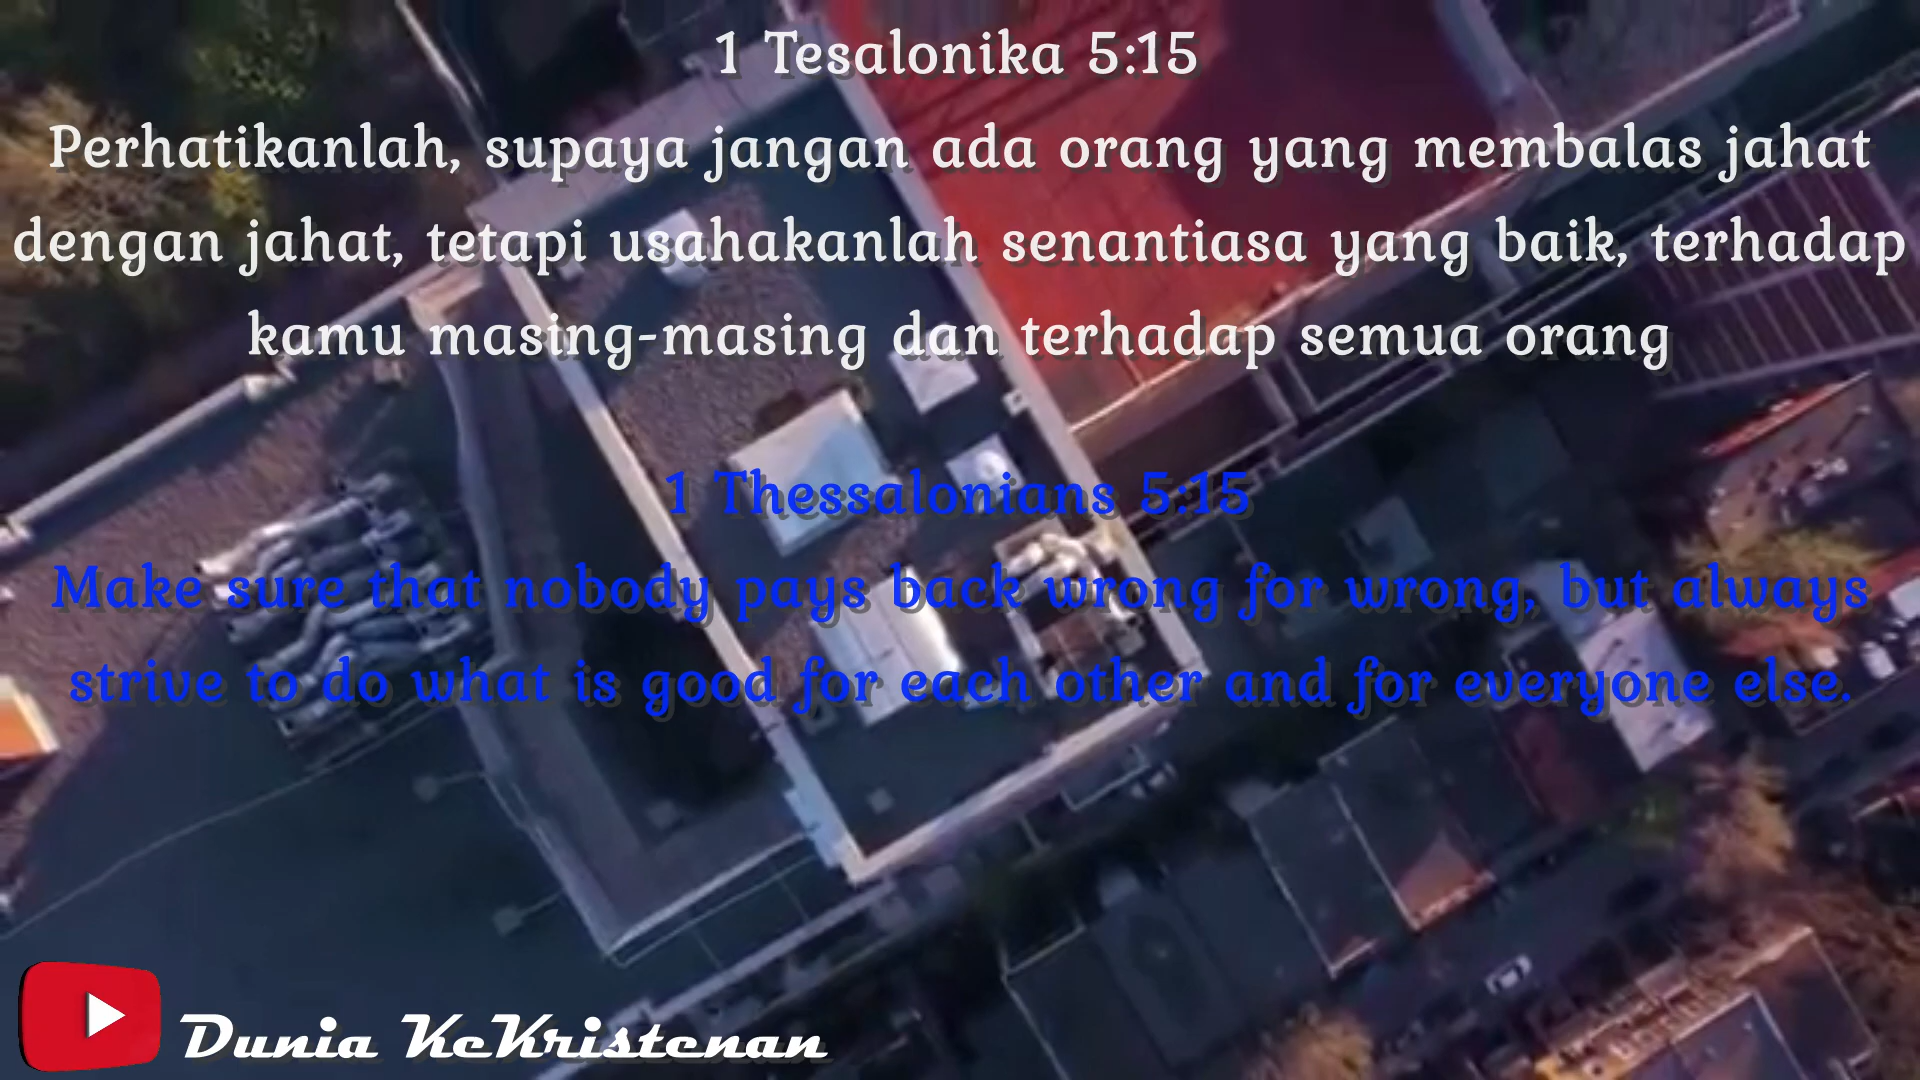 1 Tesalonika 5:15
Perhatikanlah, supaya jangan ada orang yang membalas jahat
dengan jahat, tetapi usahakanlah senantiasa yang baik, terhadap
kamu masing-masing dan terhadap semua orang
1 Thessalonians 5:15
Make sure that nobody pays back wrong for wrong, but always
strive to do what is good for each other and for everyone else.
Dunia KeKristenan